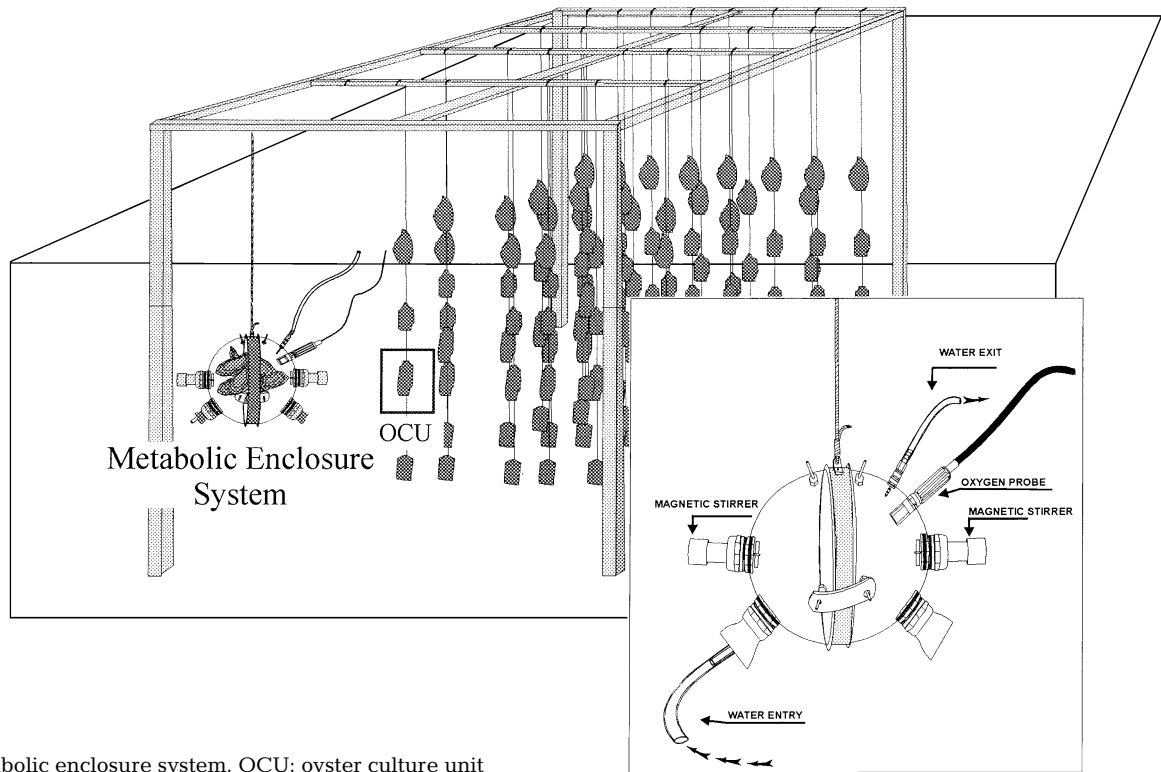 OCU
Metabolic Enclosure
System
WATER EXIT
OXYGEN PROBE
MAGNETIC STIRRER
MAGNETIC STIRRER
WATER ENTRY
abolic enclosure system. OCU: oyster culture unit